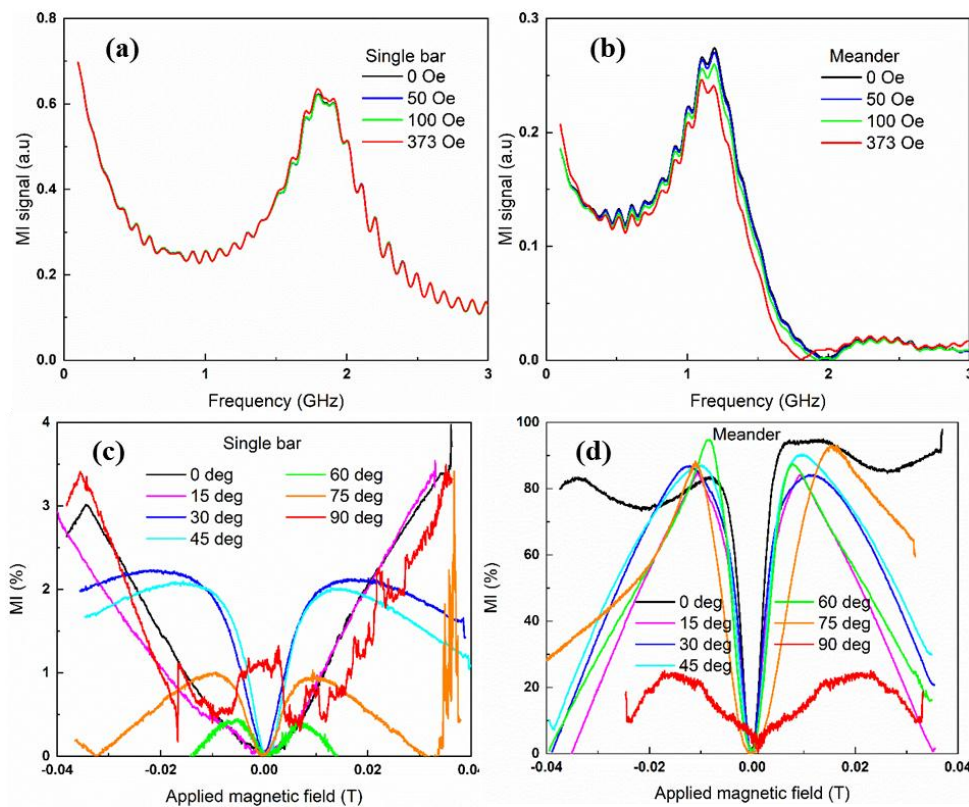 (a)
Single bar
0 Oe
50 Oe
100 Oe
373 Oe
MI signal (a.u)
0.8
0.6
0.4
0.2
0.0
0 1 2 3
Frequency (GHz)
(b)
Meander
0 Oe
50 Oe
100 Oe
373 Oe
MI signal (a.u)
0.3
0.2
0.1
0.0
0 1 2 3
Frequency (GHz)
(c)
Single bar
0 deg 60 deg
15 deg 75 deg
30 deg 90 deg
45 deg
MI (%)
4
3
2
1
0
-0.04 -0.02 0.00 0.02 0.04
Applied magnetic field (T)
(d)
Meander
0 deg 60 deg
15 deg 75 deg
30 deg 90 deg
45 deg
MI (%)
100
80
60
40
20
0
-0.04 -0.02 0.00 0.02 0.04
Applied magnetic field (T)